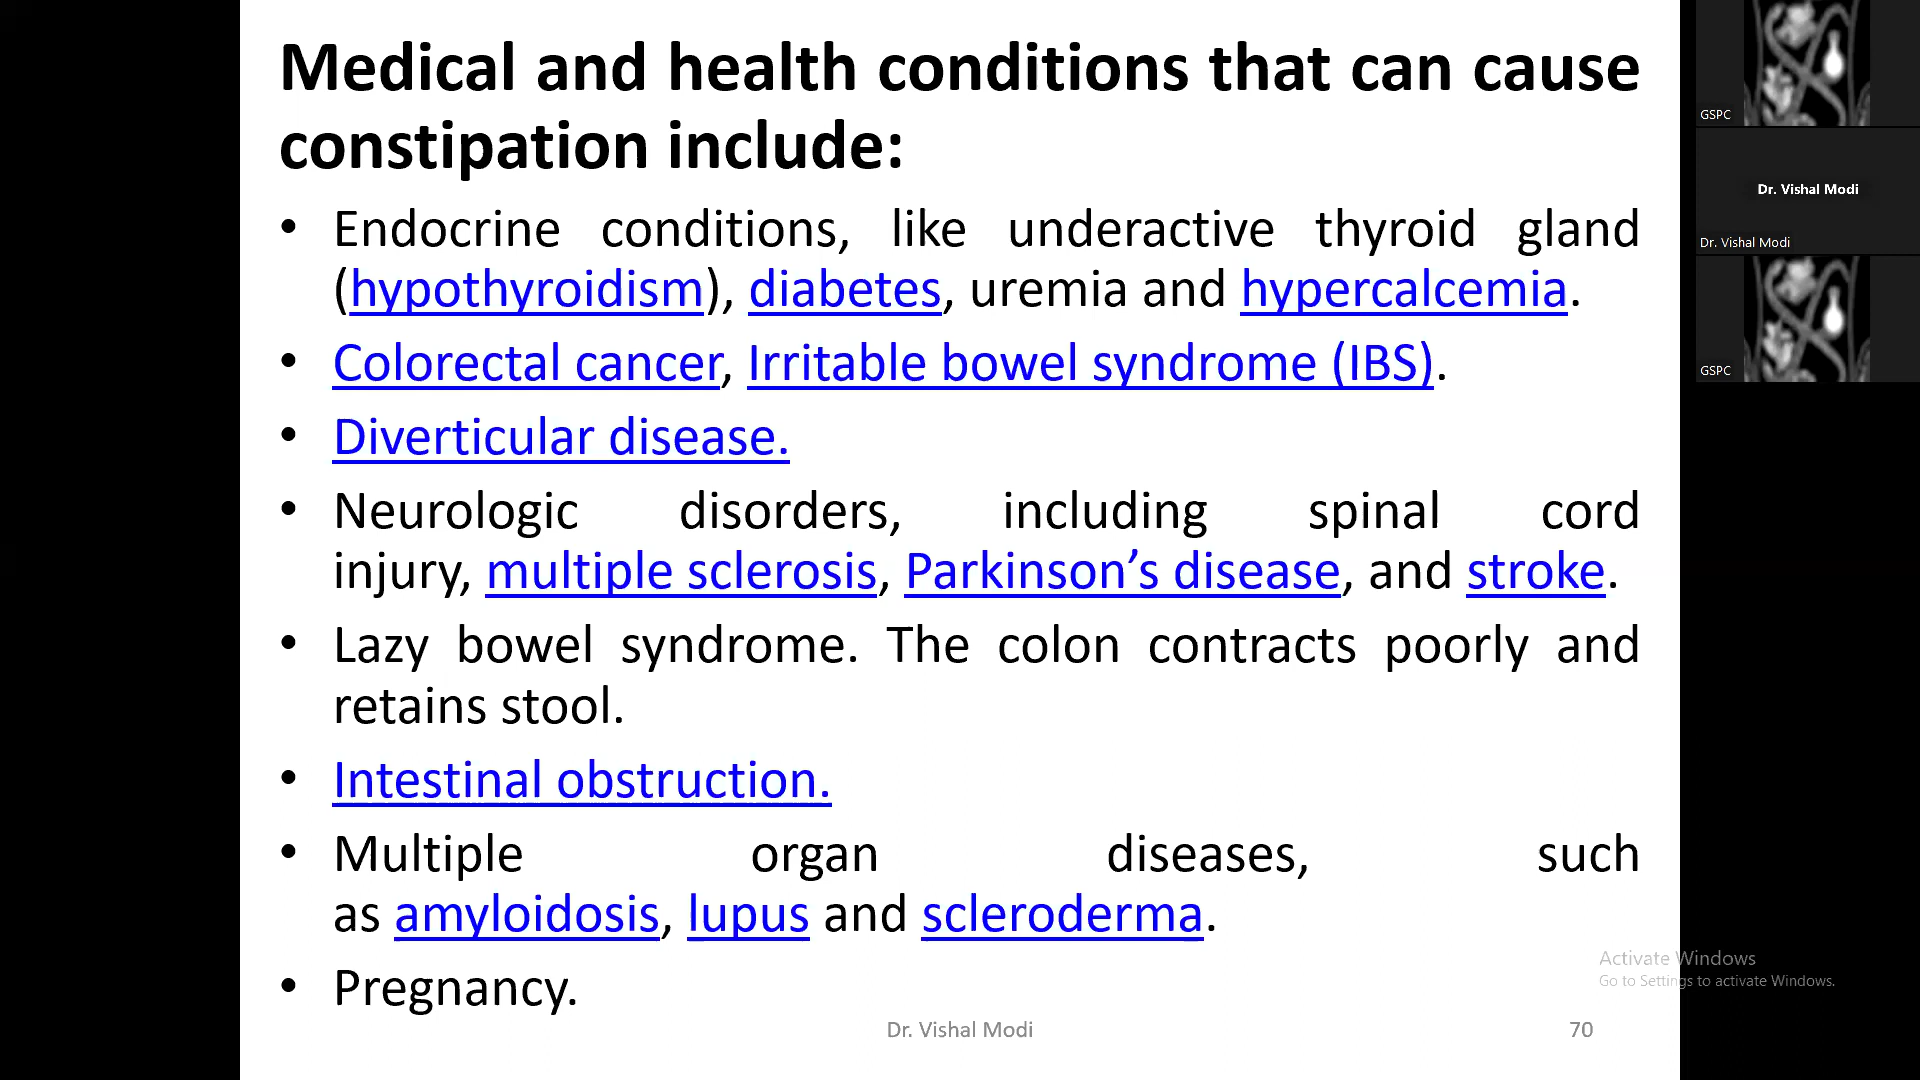 Medical and health conditions that can cause
constipation include:
• Endocrine conditions, like underactive thyroid gland
(hypothyroidism), diabetes, uremia and hypercalcemia.
• Colorectal cancer, Irritable bowel syndrome (IBS).
• Diverticular disease.
• Neurologic disorders, including spinal cord
injury, multiple sclerosis, Parkinson’s disease, and stroke.
• Lazy bowel syndrome. The colon contracts poorly and
retains stool.
• Intestinal obstruction.
• Multiple organ diseases, such
as amyloidosis, lupus and scleroderma.
• Pregnancy.
Dr. Vishal Modi
70
GSPC
Dr. Vishal Modi
Dr. Vishal Modi
GSPC
Activate Windows
Go to Settings to activate Windows.